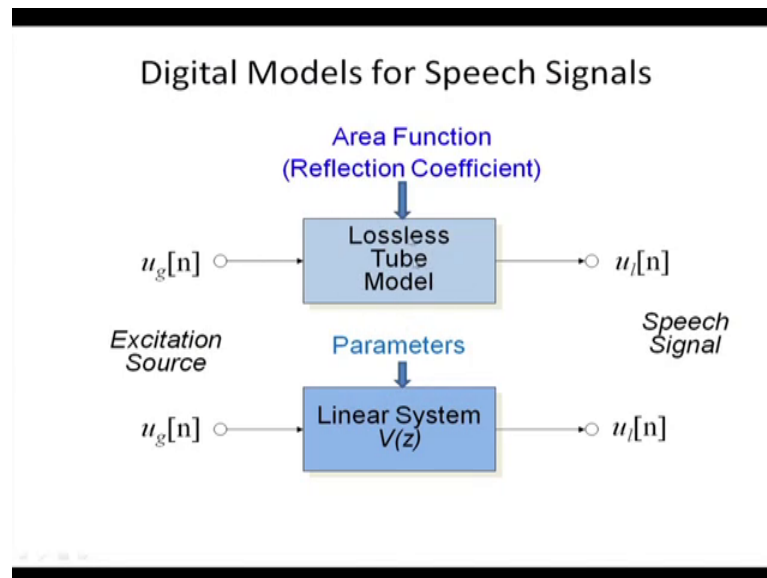 Digital Models for Speech Signals
Area Function
(Reflection Coefficient)
u_g[n]
Lossless
Tube
Model
u_l[n]
Excitation
Source
Parameters
Speech
Signal
u_g[n]
Linear System
V(z)
u_l[n]